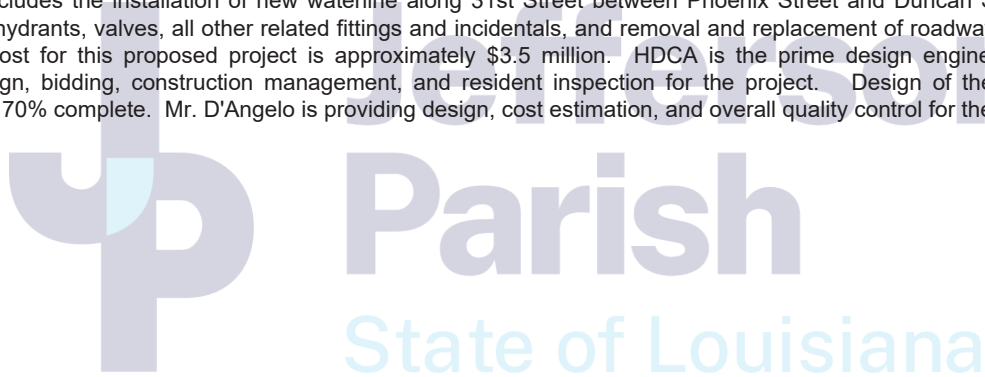 cludes the installation of new waterline along 31st Street between Phoenix Street and Duncan S
hydrants, valves, all other related fittings and incidentals, and removal and replacement of roadwa
ost for this proposed project is approximately $3.5 million. HDCA is the prime design engine
gn, bidding, construction management, and resident inspection for the project. Design of the
70% complete. Mr. D'Angelo is providing design, cost estimation, and overall quality control for the
Jefferson
Parish
State of Louisiana